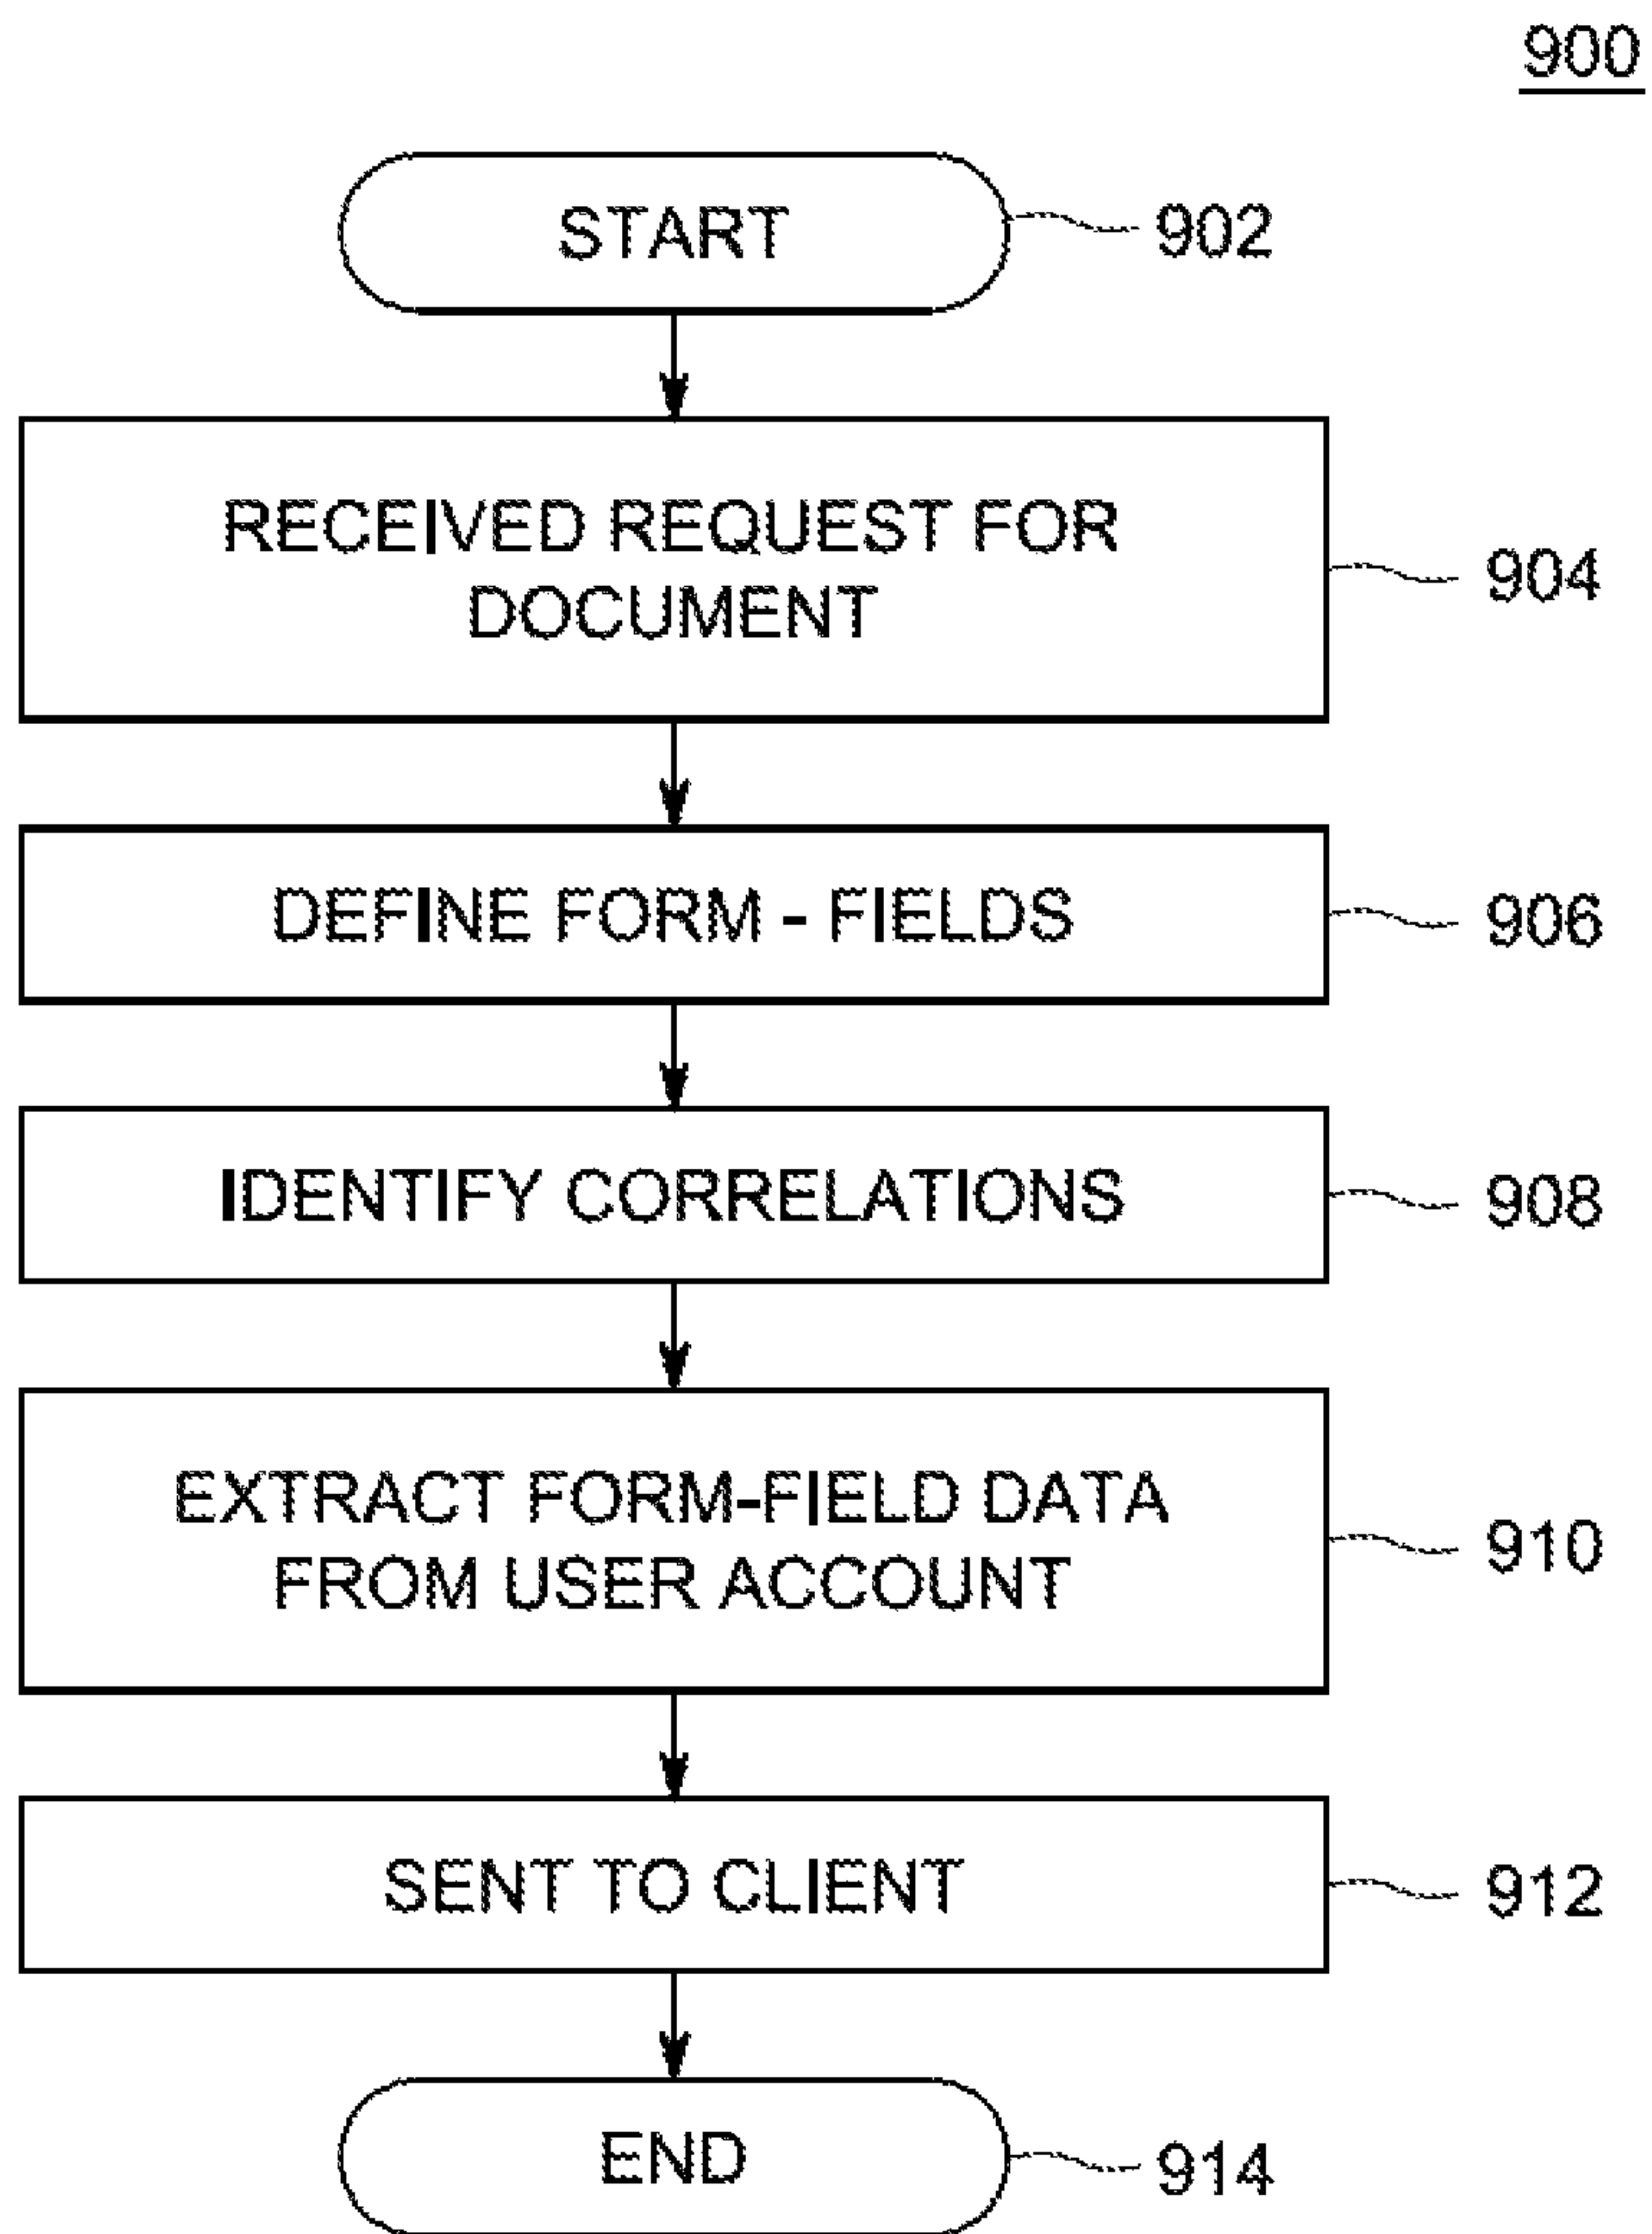 900
START
902
RECEIVED REQUEST FOR
DOCUMENT
904
DEFINE FORM - FIELDS
906
IDENTIFY CORRELATIONS
908
EXTRACT FORM-FIELD DATA
FROM USER ACCOUNT
910
SENT TO CLIENT
912
END
914